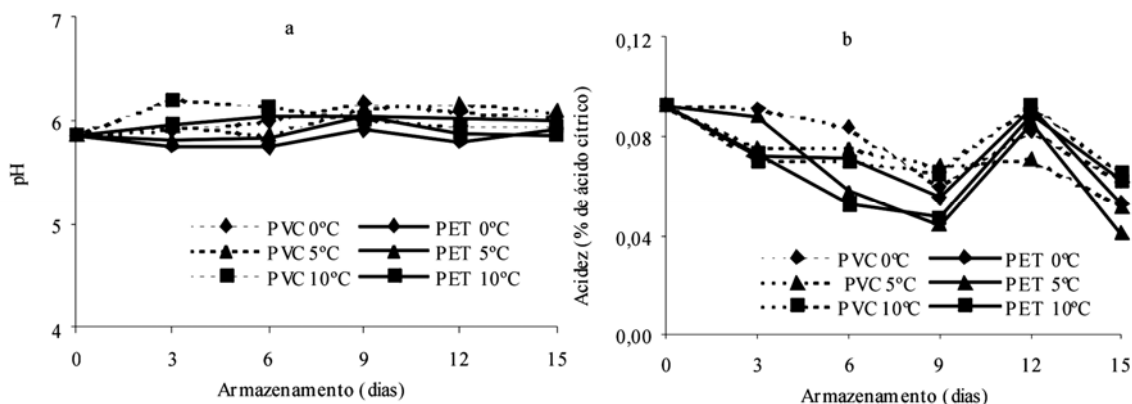 a
7
6
5
4
pH
PVC 0ºC
PET 0ºC
PVC 5ºC
PET 5ºC
PVC 10ºC
PET 10ºC
0 3 6 9 12 15
Armazenamento (dias)
b
0,12
0,08
0,04
0,00
Acidez (% de ácido cítrico)
PVC 0ºC
PET 0ºC
PVC 5ºC
PET 5ºC
PVC 10ºC
PET 10ºC
0 3 6 9 12 15
Armazenamento (dias)